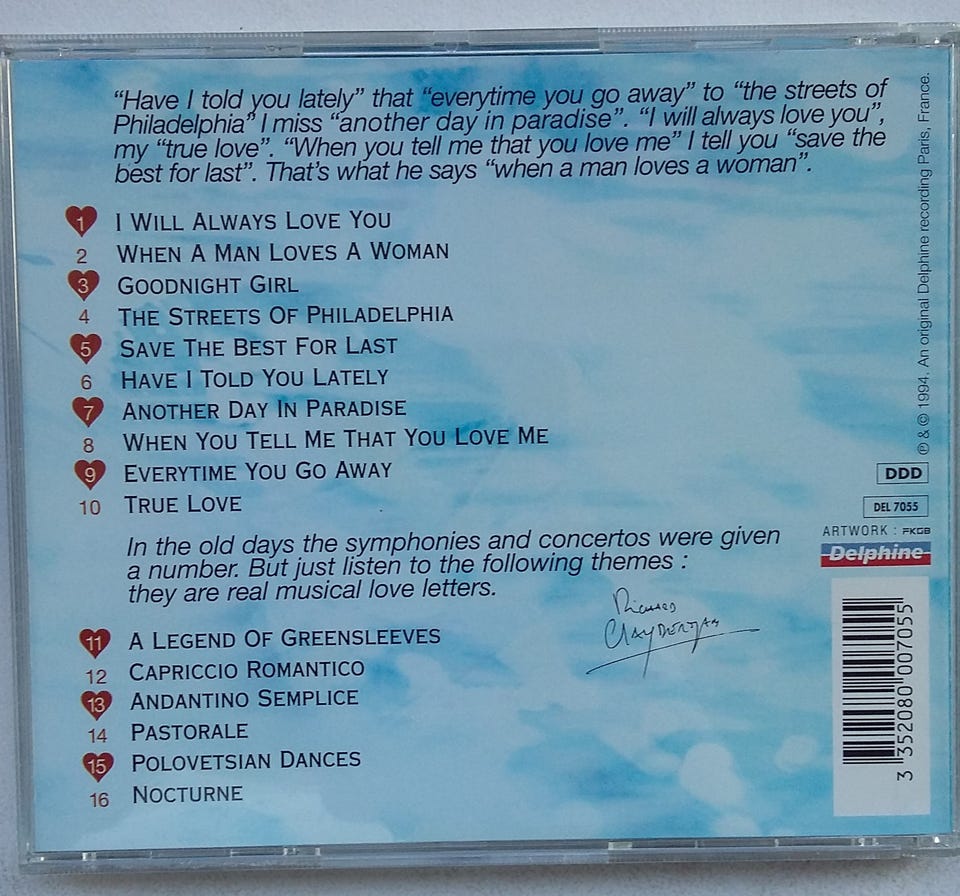 “Have I told you lately” that “everytime you go away” to “the streets of
Philadelphia” I miss “another day in paradise”. “I will always love you”,
my “true love”. “When you tell me that you love me” I tell you “save the
best for last”. That’s what he says “when a man loves a woman”.
1 I WILL ALWAYS LOVE YOU
2 WHEN A MAN LOVES A WOMAN
3 GOODNIGHT GIRL
4 THE STREETS OF PHILADELPHIA
5 SAVE THE BEST FOR LAST
6 HAVE I TOLD YOU LATELY
7 ANOTHER DAY IN PARADISE
8 WHEN YOU TELL ME THAT YOU LOVE ME
9 EVERYTIME YOU GO AWAY
10 TRUE LOVE
In the old days the symphonies and concertos were given
a number. But just listen to the following themes :
they are real musical love letters.
Richard
Clayderman
11 A LEGEND OF GREENSLEEVES
12 CAPRICCIO ROMANTICO
13 ANDANTINO SEMPLICE
14 PASTORALE
15 POLOVETSIAN DANCES
16 NOCTURNE
℗ & © 1994. An original Delphine recording Paris, France.
DDD
DEL 7055
ARTWORK : FKGB
Delphine
3 352080 007055